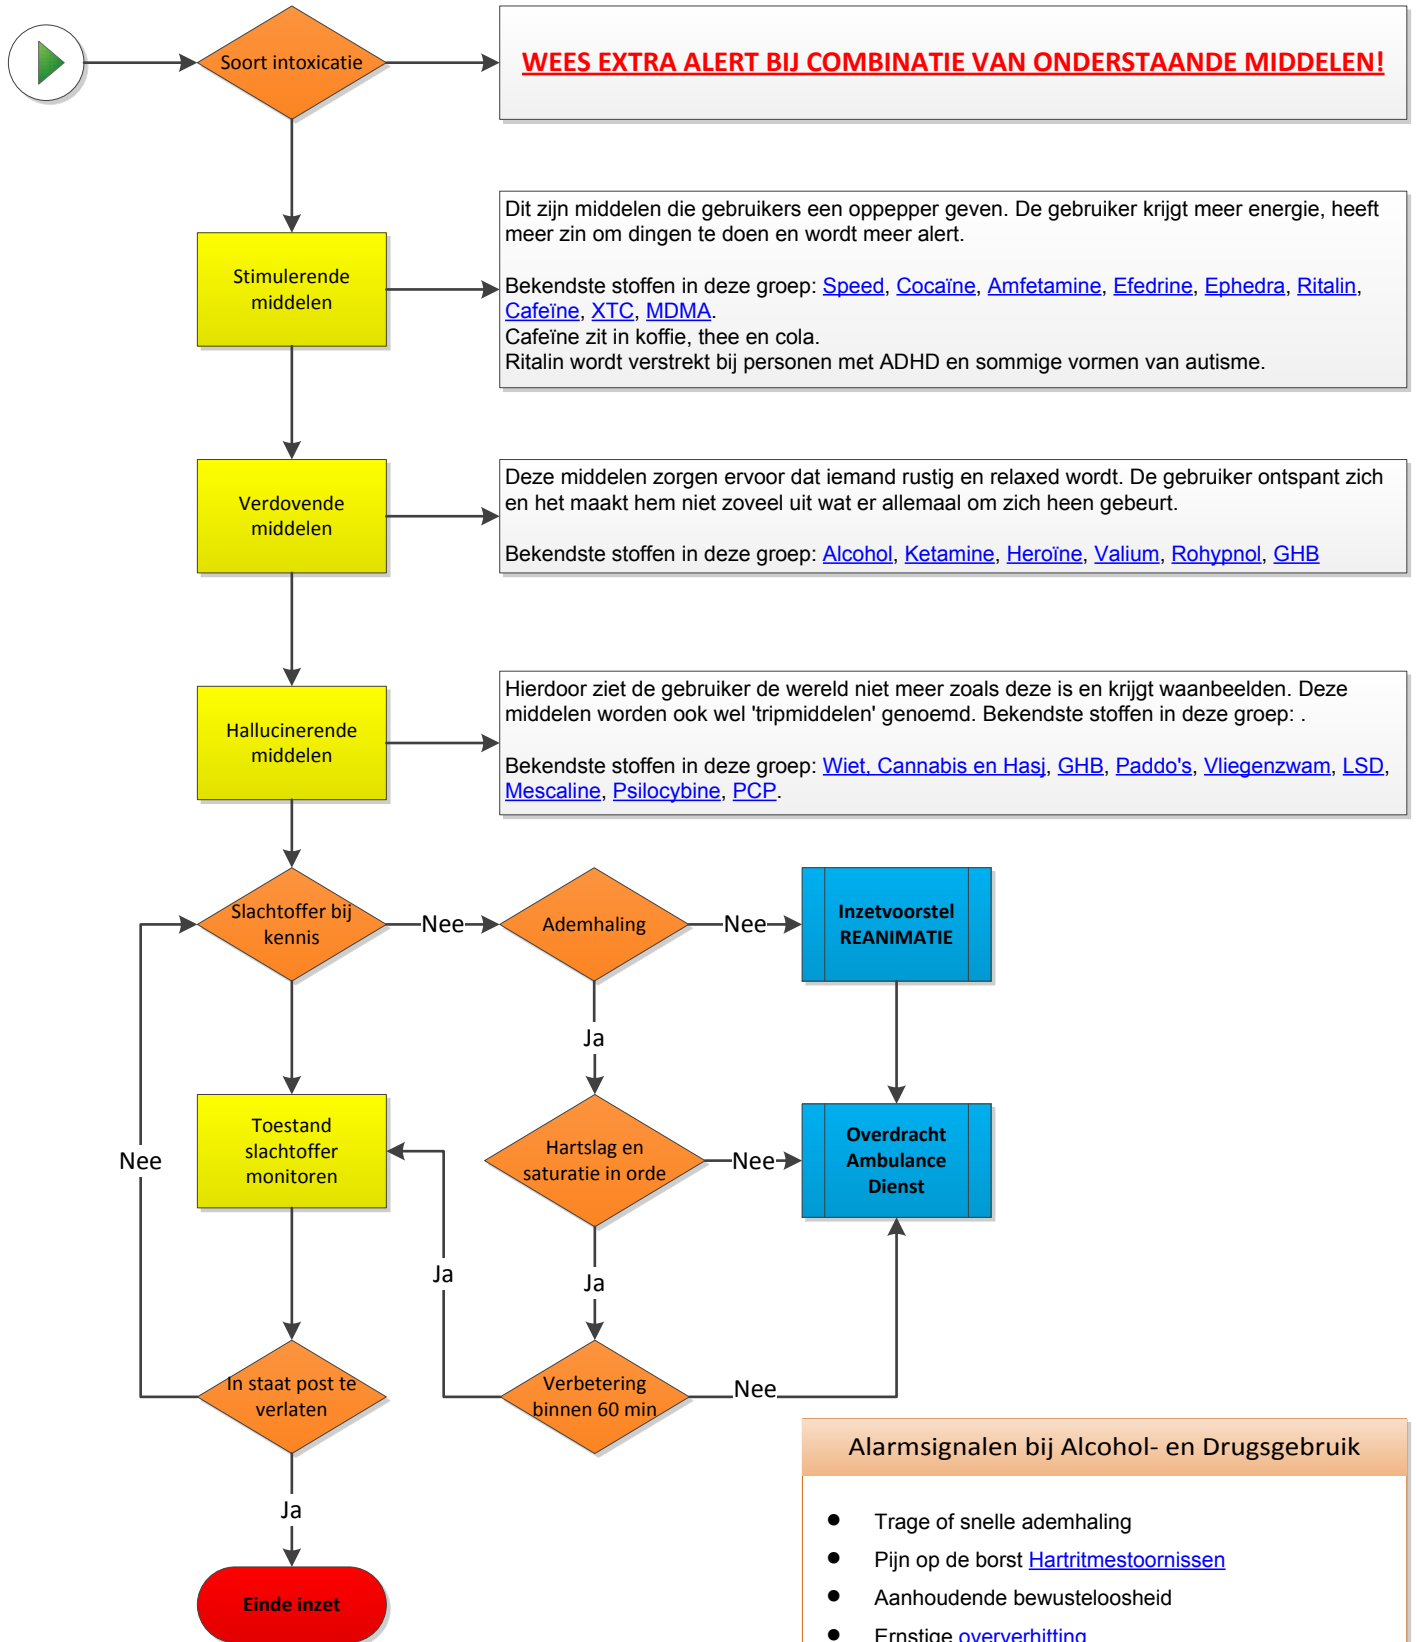 Soort intoxicatie
WEES EXTRA ALERT BIJ COMBINATIE VAN ONDERSTAANDE MIDDELEN!
Stimulerende
middelen
Dit zijn middelen die gebruikers een oppepper geven. De gebruiker krijgt meer energie, heeft
meer zin om dingen te doen en wordt meer alert.
Bekendste stoffen in deze groep: Speed, Cocaïne, Amfetamine, Efedrine, Ephedra, Ritalin,
Cafeïne, XTC, MDMA.
Cafeïne zit in koffie, thee en cola.
Ritalin wordt verstrekt bij personen met ADHD en sommige vormen van autisme.
Verdovende
middelen
Deze middelen zorgen ervoor dat iemand rustig en relaxed wordt. De gebruiker ontspant zich
en het maakt hem niet zoveel uit wat er allemaal om zich heen gebeurt.
Bekendste stoffen in deze groep: Alcohol, Ketamine, Heroïne, Valium, Rohypnol, GHB
Hallucinerende
middelen
Hierdoor ziet de gebruiker de wereld niet meer zoals deze is en krijgt waanbeelden. Deze
middelen worden ook wel 'tripmiddelen' genoemd. Bekendste stoffen in deze groep: .
Bekendste stoffen in deze groep: Wiet, Cannabis en Hasj, GHB, Paddo's, Vliegenzwam, LSD,
Mescaline, Psilocybine, PCP.
Slachtoffer bij
kennis
Nee
Ademhaling
Nee
Inzetvoorstel
REANIMATIE
Ja
Toestand
slachtoffer
monitoren
Nee
Hartslag en
saturatie in orde
Nee
Overdracht
Ambulance
Dienst
Ja
Ja
In staat post te
verlaten
Verbetering
binnen 60 min
Nee
Ja
Einde inzet
Alarmsignalen bij Alcohol- en Drugsgebruik
● Trage of snelle ademhaling
● Pijn op de borst Hartritmestoornissen
● Aanhoudende bewusteloosheid
● Ernstige oververhitting